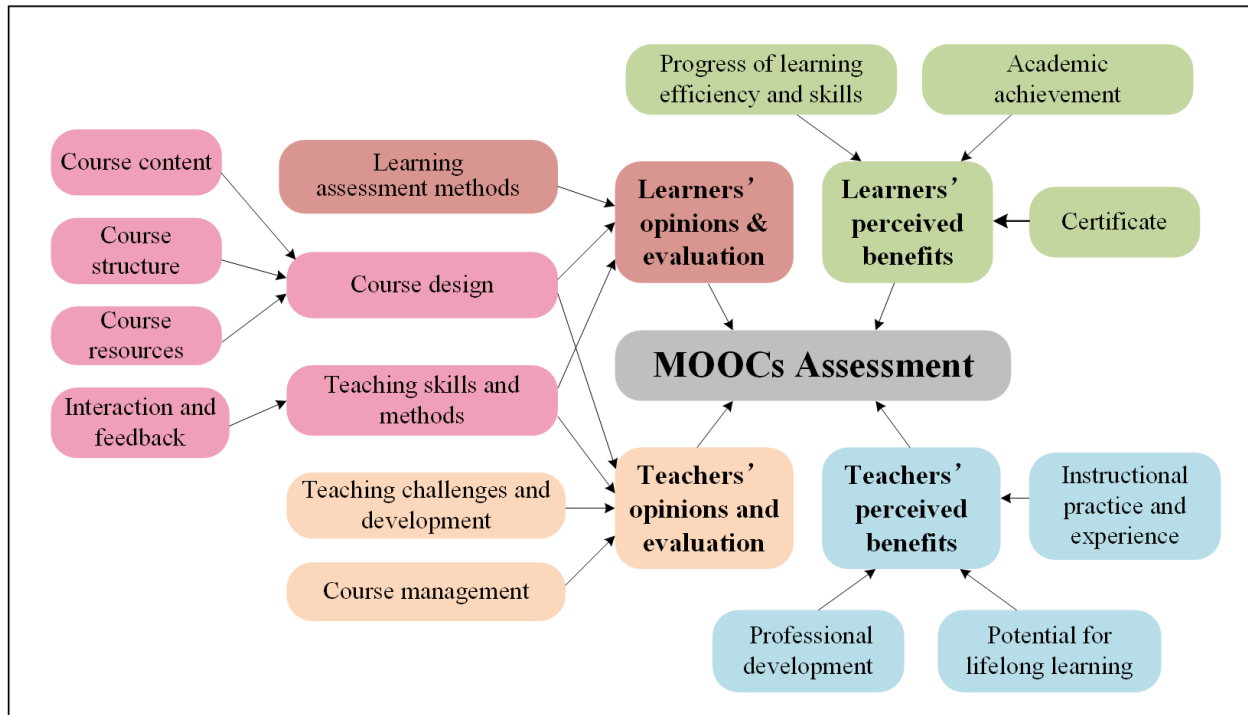 Progress of learning
efficiency and skills
Academic
achievement
Course content
Learning
assessment methods
Learners’
opinions &
evaluation
Learners’
perceived
benefits
Certificate
Course
structure
Course design
Course
resources
MOOCs Assessment
Interaction and
feedback
Teaching skills and
methods
Teaching challenges and
development
Teachers’
opinions and
evaluation
Teachers’
perceived
benefits
Instructional
practice and
experience
Course management
Professional
development
Potential for
lifelong learning